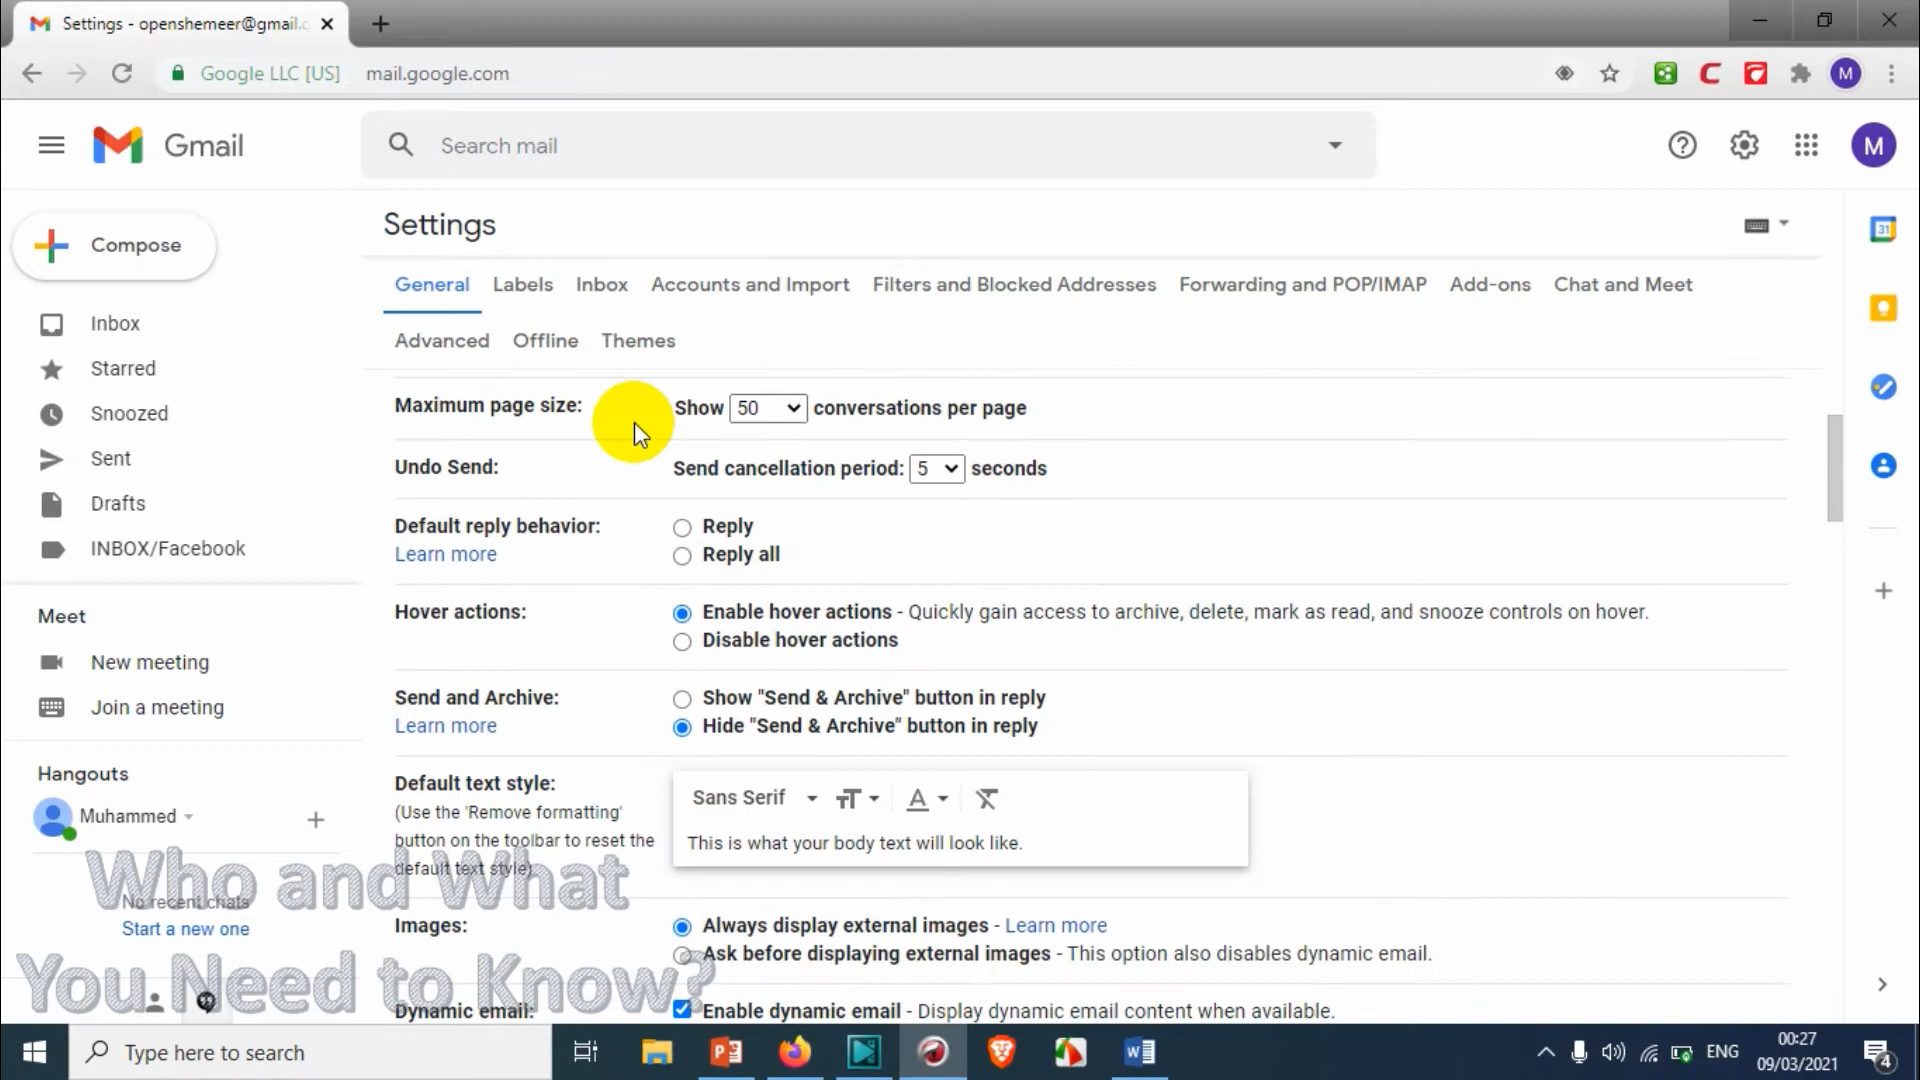 Settings - openshemeer@gmail.c
Google LLC [US] mail.google.com
M
Gmail
Search mail
M
Compose
Inbox
Starred
Snoozed
Sent
Drafts
INBOX/Facebook
Meet
New meeting
Join a meeting
Hangouts
Muhammed
No recent chats
Start a new one
Settings
General Labels Inbox Accounts and Import Filters and Blocked Addresses Forwarding and POP/IMAP Add-ons Chat and Meet
Advanced Offline Themes
Maximum page size: Show 50 conversations per page
Undo Send: Send cancellation period: 5 seconds
Default reply behavior: Reply
Learn more Reply all
Hover actions: Enable hover actions - Quickly gain access to archive, delete, mark as read, and snooze controls on hover.
Disable hover actions
Send and Archive: Show "Send & Archive" button in reply
Learn more Hide "Send & Archive" button in reply
Default text style:
(Use the 'Remove formatting'
button on the toolbar to reset the
default text style)
Sans Serif
This is what your body text will look like.
Images: Always display external images - Learn more
Ask before displaying external images - This option also disables dynamic email.
Dynamic email: Enable dynamic email - Display dynamic email content when available.
31
Who and What
You Need to Know?
Type here to search
ENG
00:27
09/03/2021
4